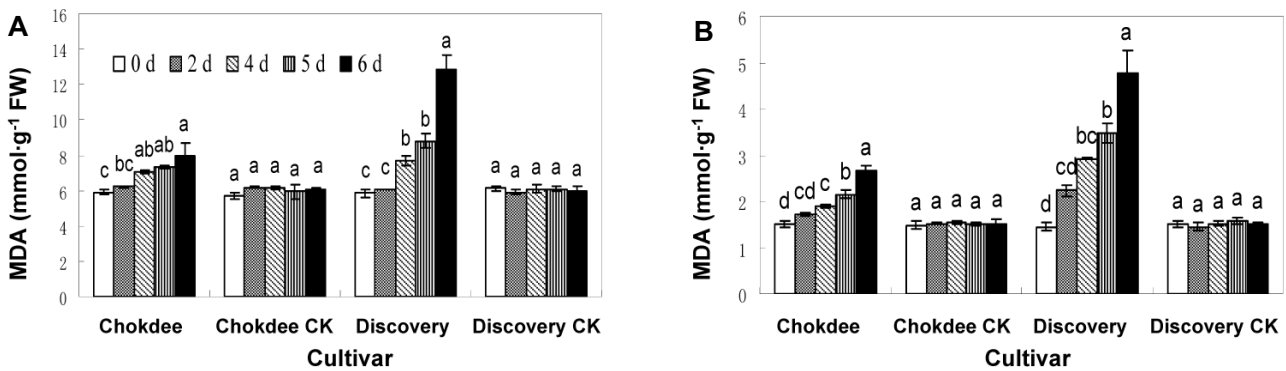 A
MDA (mmol·g-1 FW)
16
14
12
10
8
6
4
2
0
0 d 2 d 4 d 5 d 6 d
c bc ab ab a
a a a a a
c c b b a
a a a a a
Chokdee Chokdee CK Discovery Discovery CK
Cultivar
B
MDA (mmol·g-1 FW)
6
5
4
3
2
1
0
d cd c b a
a a a a a
d cd bc b a
a a a a a
Chokdee Chokdee CK Discovery Discovery CK
Cultivar